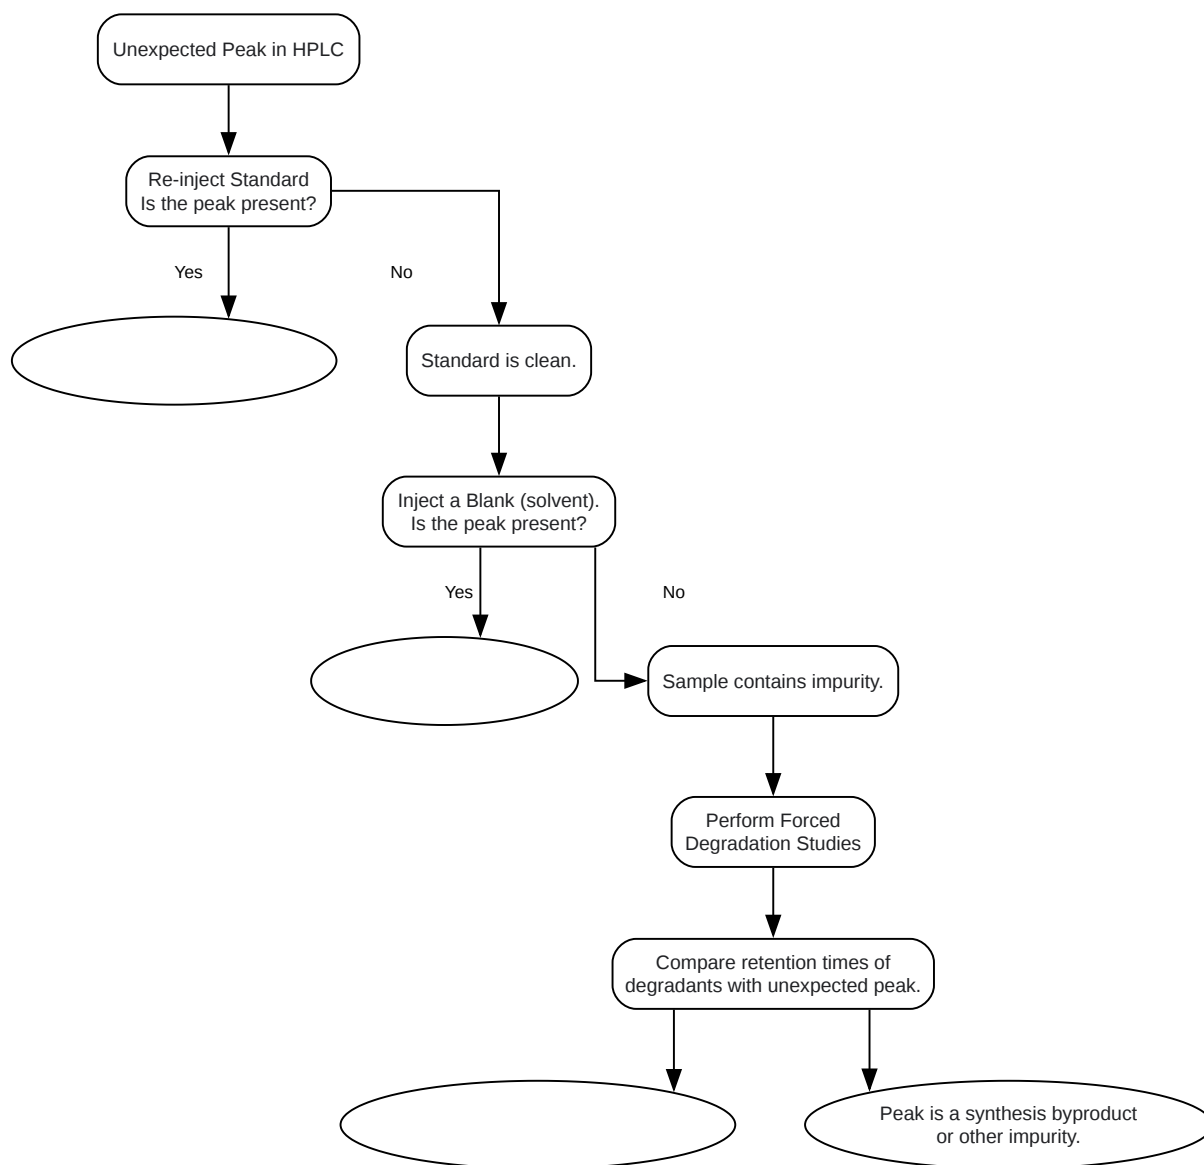 Unexpected Peak in HPLC
Re-inject Standard
Is the peak present?
Yes
No
Standard is clean.
Inject a Blank (solvent).
Is the peak present?
Yes
No
Sample contains impurity.
Perform Forced
Degradation Studies
Compare retention times of
degradants with unexpected peak.
Peak is a synthesis byproduct
or other impurity.